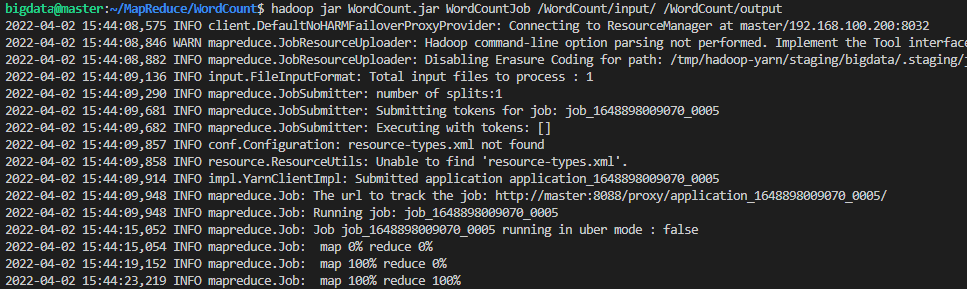 bigdata@master:~/MapReduce/WordCount$ hadoop jar WordCount.jar WordCountJob /WordCount/input/ /WordCount/output
2022-04-02 15:44:08,575 INFO client.DefaultNoHARMFailoverProxyProvider: Connecting to ResourceManager at master/192.168.100.200:8032
2022-04-02 15:44:08,846 WARN mapreduce.JobResourceUploader: Hadoop command-line option parsing not performed. Implement the Tool interface
2022-04-02 15:44:08,882 INFO mapreduce.JobResourceUploader: Disabling Erasure Coding for path: /tmp/hadoop-yarn/staging/bigdata/.staging/j
2022-04-02 15:44:09,136 INFO input.FileInputFormat: Total input files to process : 1
2022-04-02 15:44:09,290 INFO mapreduce.JobSubmitter: number of splits:1
2022-04-02 15:44:09,681 INFO mapreduce.JobSubmitter: Submitting tokens for job: job_1648898009070_0005
2022-04-02 15:44:09,682 INFO mapreduce.JobSubmitter: Executing with tokens: []
2022-04-02 15:44:09,857 INFO conf.Configuration: resource-types.xml not found
2022-04-02 15:44:09,858 INFO resource.ResourceUtils: Unable to find 'resource-types.xml'.
2022-04-02 15:44:09,914 INFO impl.YarnClientImpl: Submitted application application_1648898009070_0005
2022-04-02 15:44:09,948 INFO mapreduce.Job: The url to track the job: http://master:8088/proxy/application_1648898009070_0005/
2022-04-02 15:44:09,948 INFO mapreduce.Job: Running job: job_1648898009070_0005
2022-04-02 15:44:15,052 INFO mapreduce.Job: Job job_1648898009070_0005 running in uber mode : false
2022-04-02 15:44:15,054 INFO mapreduce.Job:  map 0% reduce 0%
2022-04-02 15:44:19,152 INFO mapreduce.Job:  map 100% reduce 0%
2022-04-02 15:44:23,219 INFO mapreduce.Job:  map 100% reduce 100%